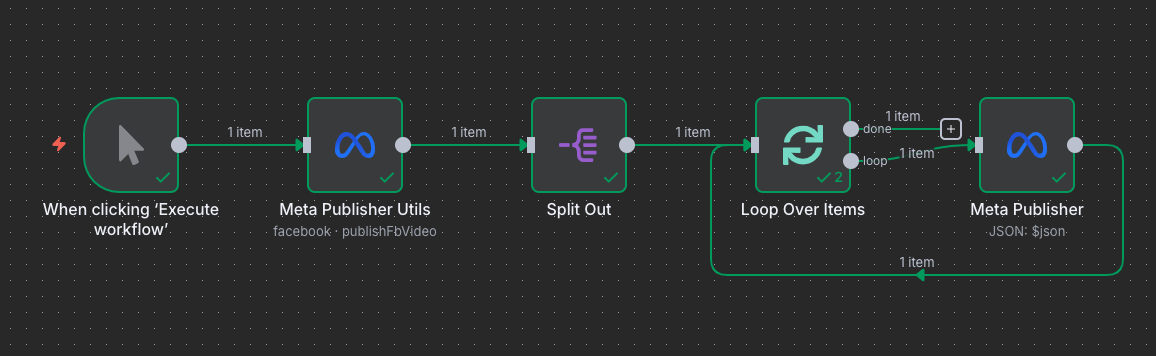 1 item
1 item
1 item
1 item
done
1 item
loop
2
When clicking ‘Execute
workflow’
Meta Publisher Utils
facebook · publishFbVideo
Split Out
Loop Over Items
Meta Publisher
JSON: $json
1 item